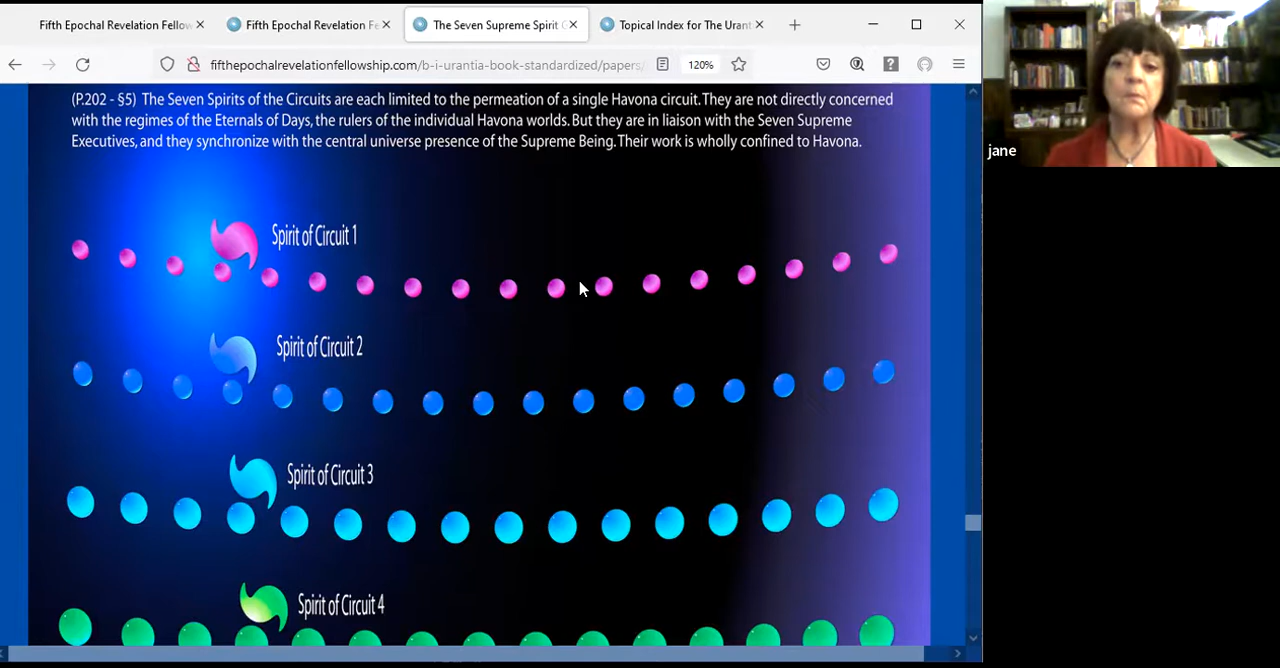 Fifth Epochal Revelation Fellow
Fifth Epochal Revelation Fe
The Seven Supreme Spirit G
Topical Index for The Urant
fifthepochalrevelationfellowship.com/b-i-urantia-book-standardized/papers/
120%
(P.202 - §5) The Seven Spirits of the Circuits are each limited to the permeation of a single Havona circuit. They are not directly concerned
with the regimes of the Eternals of Days, the rulers of the individual Havona worlds. But they are in liaison with the Seven Supreme
Executives, and they synchronize with the central universe presence of the Supreme Being. Their work is wholly confined to Havona.
jane
Spirit of Circuit 1
Spirit of Circuit 2
Spirit of Circuit 3
Spirit of Circuit 4